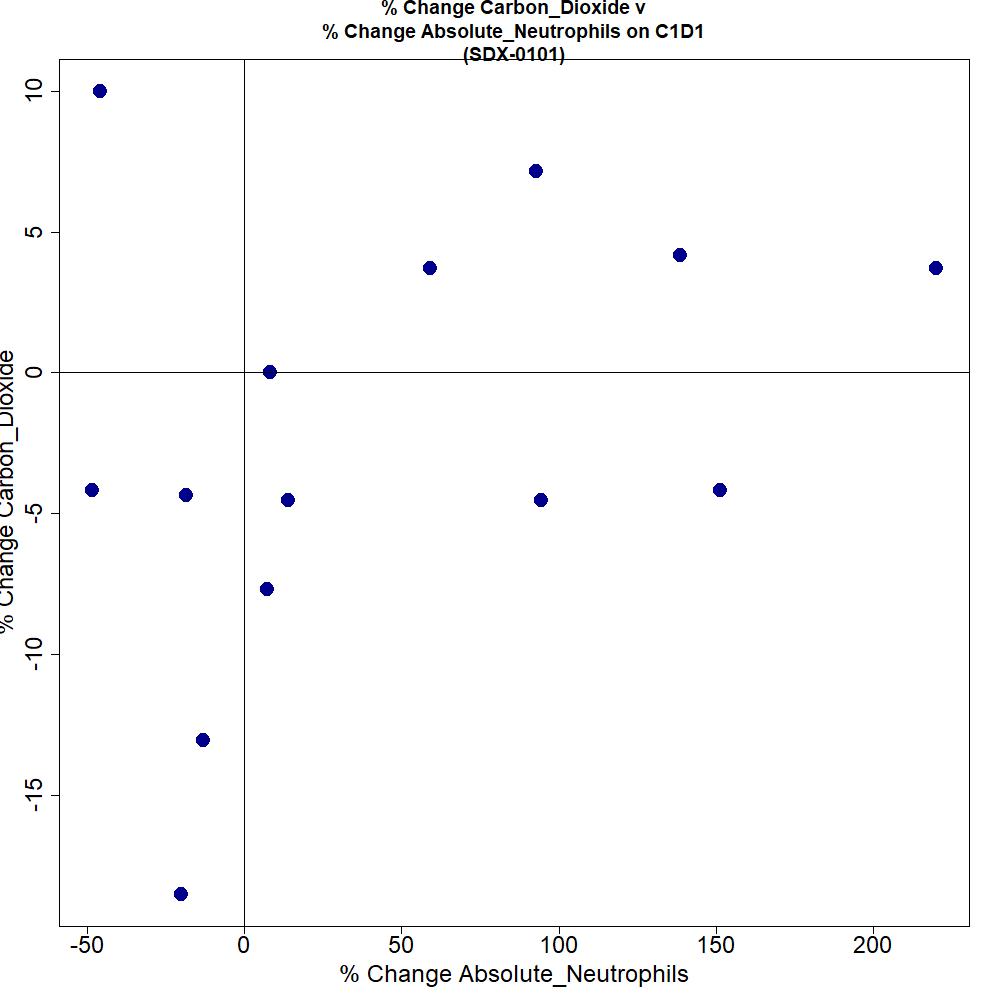 % Change Carbon_Dioxide v
% Change Absolute_Neutrophils on C1D1
(SDX-0101)
10
5
0
-5
-10
-15
% Change Carbon_Dioxide
-50
0
50
100
150
200
% Change Absolute_Neutrophils